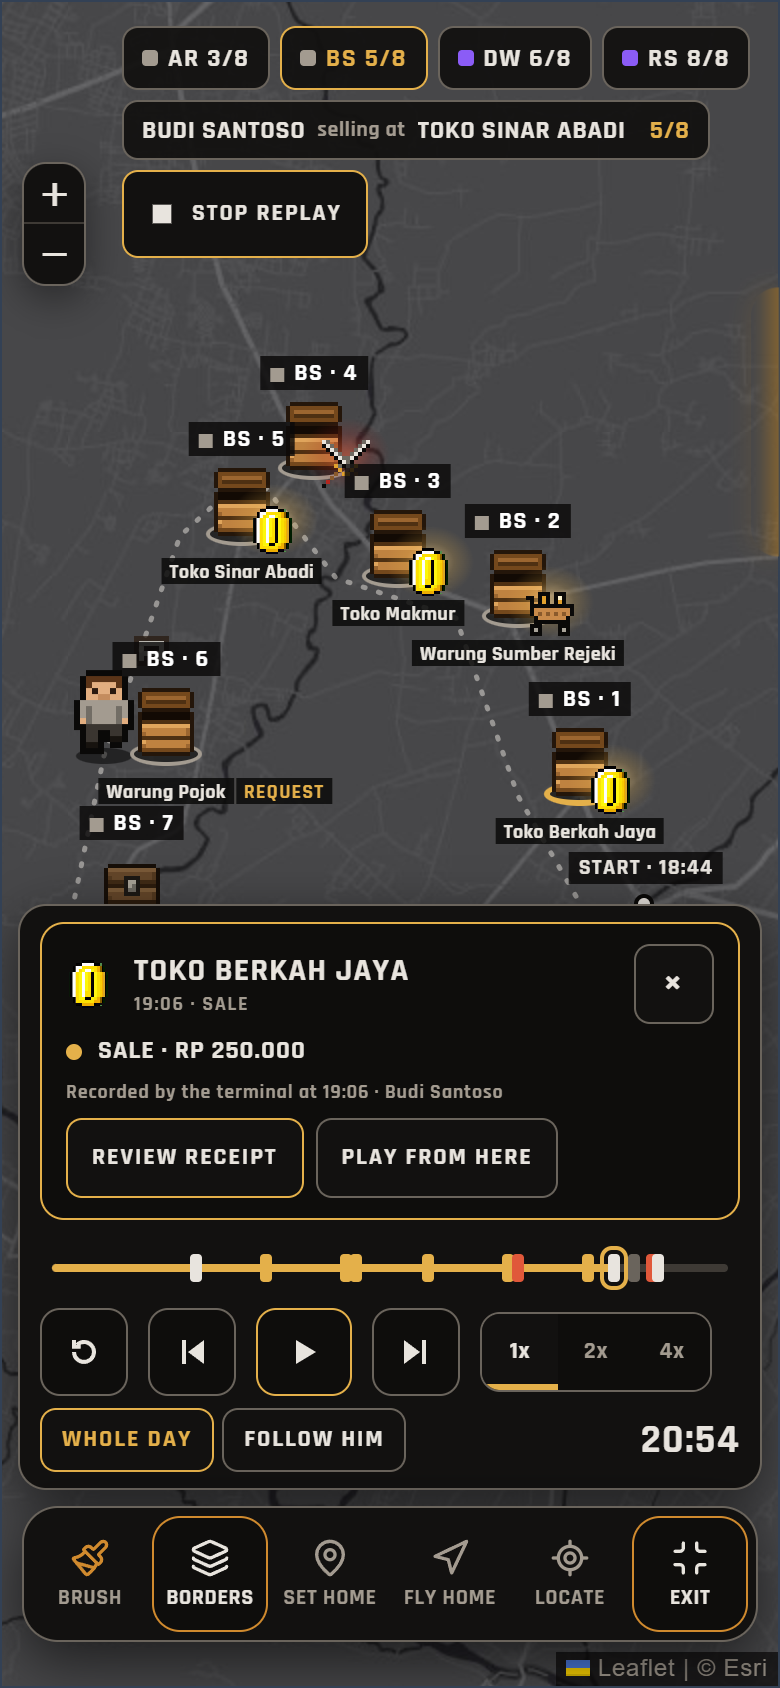 AR 3/8
BS 5/8
DW 6/8
RS 8/8
BUDI SANTOSO selling at TOKO SINAR ABADI 5/8
+
STOP REPLAY
−
BS · 4
BS · 5
BS · 3
BS · 2
Toko Sinar Abadi
Toko Makmur
Warung Sumber Rejeki
BS · 6
BS · 1
Warung Pojok REQUEST
BS · 7
Toko Berkah Jaya
START · 18:44
TOKO BERKAH JAYA
19:06 · SALE
×
SALE · RP 250.000
Recorded by the terminal at 19:06 · Budi Santoso
REVIEW RECEIPT
PLAY FROM HERE
1x 2x 4x
WHOLE DAY
FOLLOW HIM
20:54
BRUSH
BORDERS
SET HOME
FLY HOME
LOCATE
EXIT
Leaflet | © Esri